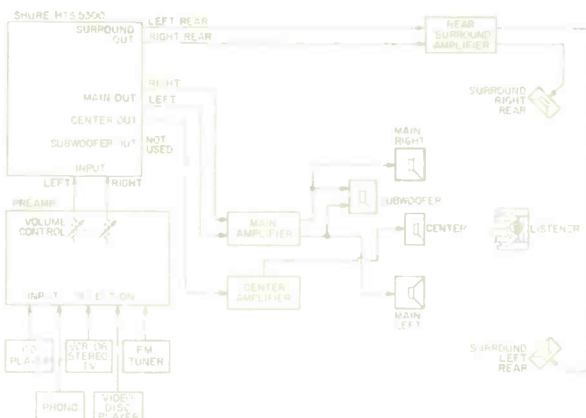 SHURE HTS 5300
SURROUND
OUT
LEFT REAR
RIGHT REAR
REAR
SURROUND
AMPLIFIER
RIGHT
MAIN OUT
LEFT
CENTER OUT
SUBWOOFER OUT
NOT
USED
INPUT
LEFT
RIGHT
SURROUND
RIGHT
REAR
MAIN
RIGHT
SUBWOOFER
CENTER
LISTENER
PREAMP
VOLUME
CONTROL
MAIN
AMPLIFIER
CENTER
AMPLIFIER
MAIN
LEFT
INPUT SELECTION
CD
PLAYER
VCR OR
STEREO
TV
FM
TUNER
PHONO
VIDEO
DISC
PLAYER
SURROUND
LEFT
REAR